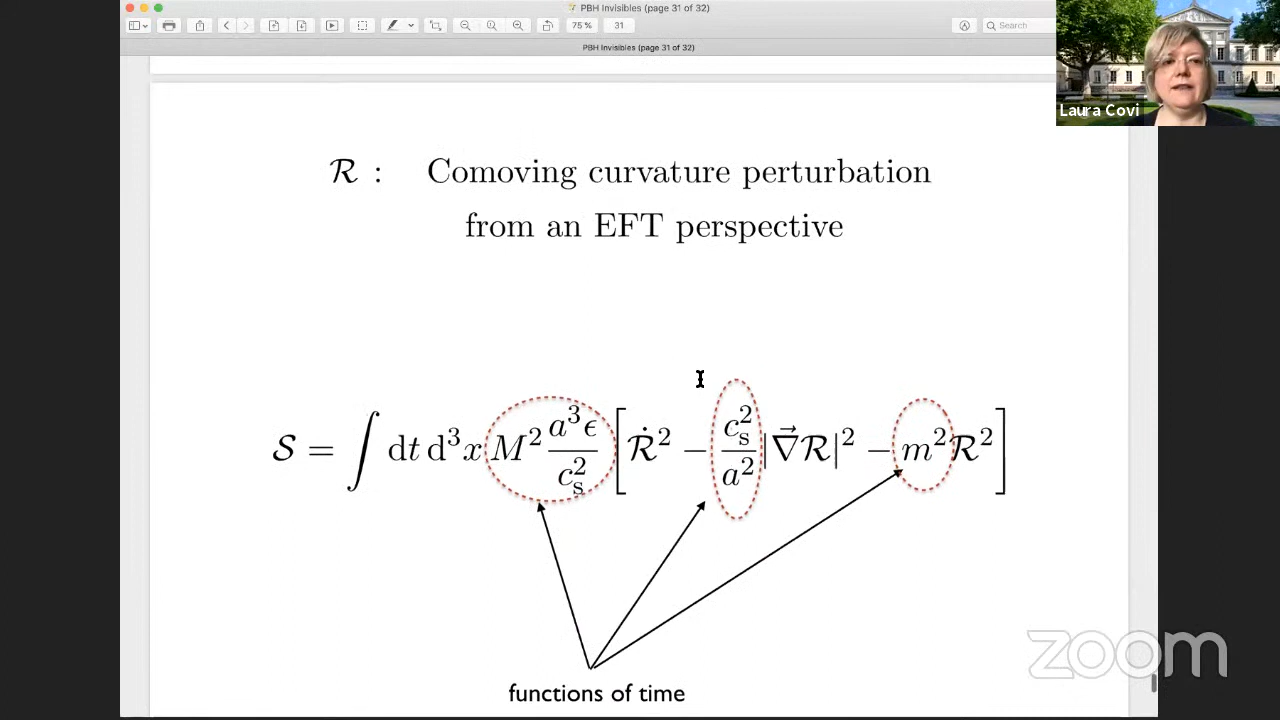 PBH Invisibles (page 31 of 32)
75 %
31
Search
PBH Invisibles (page 31 of 32)
Laura Covi
ℛ : Comoving curvature perturbation
from an EFT perspective
𝒮 = ∫ dt d³x M² a³ϵ/c_s² [ ℛ̇² − c_s²/a² |∇⃗ℛ|² − m²ℛ² ]
functions of time
zoom